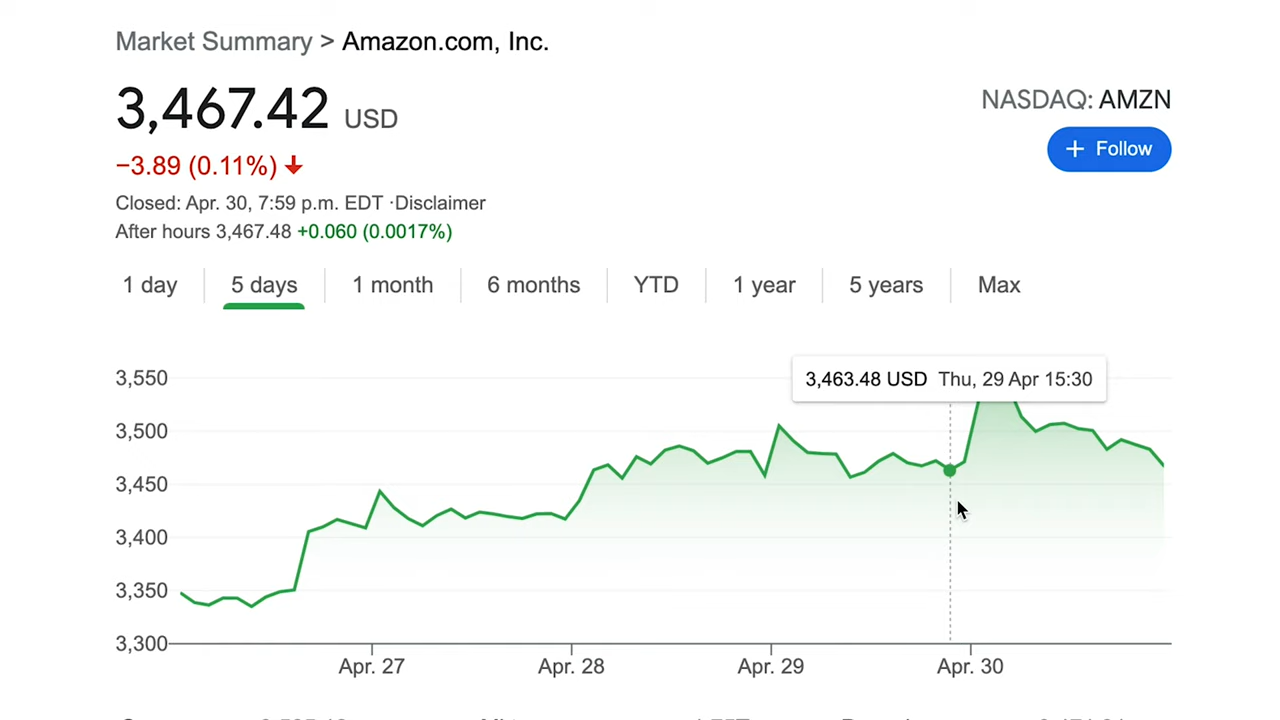 Market Summary > Amazon.com, Inc.
3,467.42 USD
NASDAQ: AMZN
−3.89 (0.11%)
+ Follow
Closed: Apr. 30, 7:59 p.m. EDT ·Disclaimer
After hours 3,467.48 +0.060 (0.0017%)
1 day 5 days 1 month 6 months YTD 1 year 5 years Max
3,463.48 USD Thu, 29 Apr 15:30
3,550
3,500
3,450
3,400
3,350
3,300
Apr. 27 Apr. 28 Apr. 29 Apr. 30